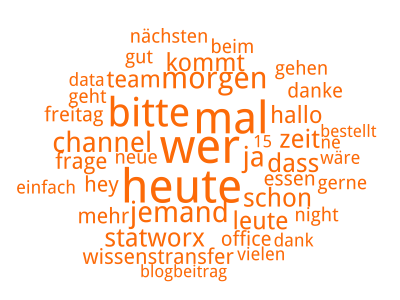 nächsten
gut beim
kommt
data team morgen gehen
geht danke
freitag bitte mal hallo
channel wer 15 zeit bestellt
ne
frage neue ja dass wäre
einfach hey heute essen gerne
schon
mehr jemand leute night
statworx office dank
wissenstransfer vielen
blogbeitrag